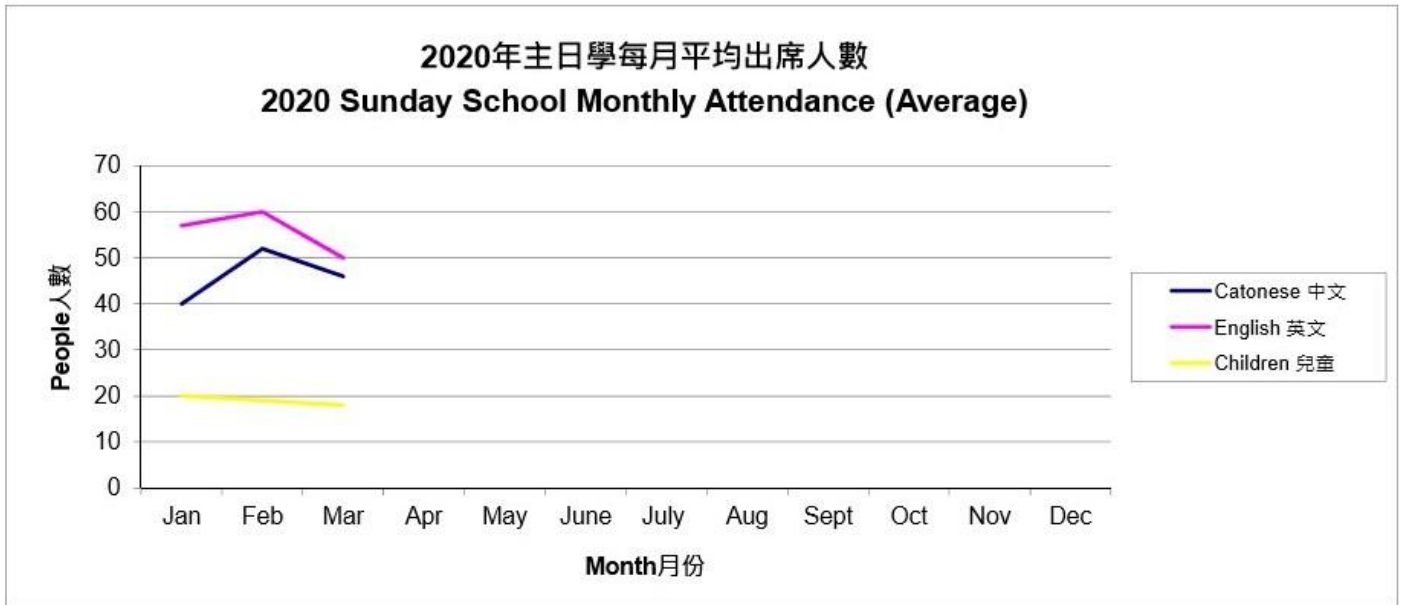 2020年主日學每月平均出席人數
2020 Sunday School Monthly Attendance (Average)
70
60
50
40
30
20
10
0
People人數
Jan Feb Mar Apr May June July Aug Sept Oct Nov Dec
Month月份
Catonese 中文
English 英文
Children 兒童